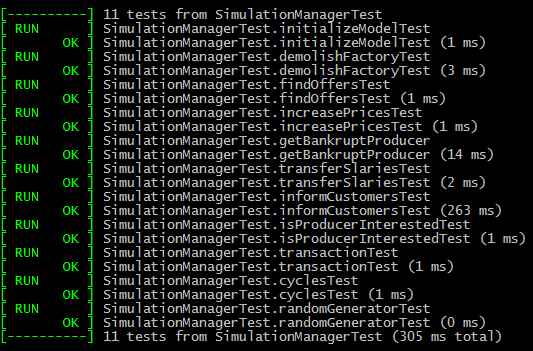 [----------] 11 tests from SimulationManagerTest
[ RUN      ] SimulationManagerTest.initializeModelTest
[       OK ] SimulationManagerTest.initializeModelTest (1 ms)
[ RUN      ] SimulationManagerTest.demolishFactoryTest
[       OK ] SimulationManagerTest.demolishFactoryTest (3 ms)
[ RUN      ] SimulationManagerTest.findOffersTest
[       OK ] SimulationManagerTest.findOffersTest (1 ms)
[ RUN      ] SimulationManagerTest.increasePricesTest
[       OK ] SimulationManagerTest.increasePricesTest (1 ms)
[ RUN      ] SimulationManagerTest.getBankruptProducer
[       OK ] SimulationManagerTest.getBankruptProducer (14 ms)
[ RUN      ] SimulationManagerTest.transferSlariesTest
[       OK ] SimulationManagerTest.transferSlariesTest (2 ms)
[ RUN      ] SimulationManagerTest.informCustomersTest
[       OK ] SimulationManagerTest.informCustomersTest (263 ms)
[ RUN      ] SimulationManagerTest.isProducerInterestedTest
[       OK ] SimulationManagerTest.isProducerInterestedTest (1 ms)
[ RUN      ] SimulationManagerTest.transactionTest
[       OK ] SimulationManagerTest.transactionTest (1 ms)
[ RUN      ] SimulationManagerTest.cyclesTest
[       OK ] SimulationManagerTest.cyclesTest (1 ms)
[ RUN      ] SimulationManagerTest.randomGeneratorTest
[       OK ] SimulationManagerTest.randomGeneratorTest (0 ms)
[----------] 11 tests from SimulationManagerTest (305 ms total)